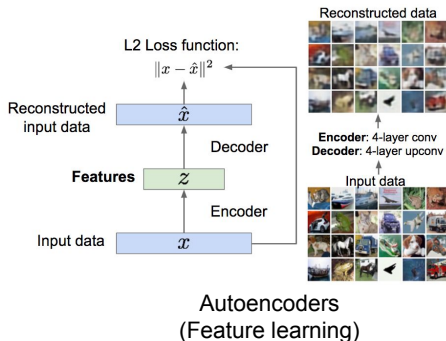 L2 Loss function:
‖x − x̂‖²
Reconstructed
input data
x̂
Decoder
Features
z
Encoder
Input data
x
Reconstructed data
Encoder: 4-layer conv
Decoder: 4-layer upconv
Input data
Autoencoders
(Feature learning)